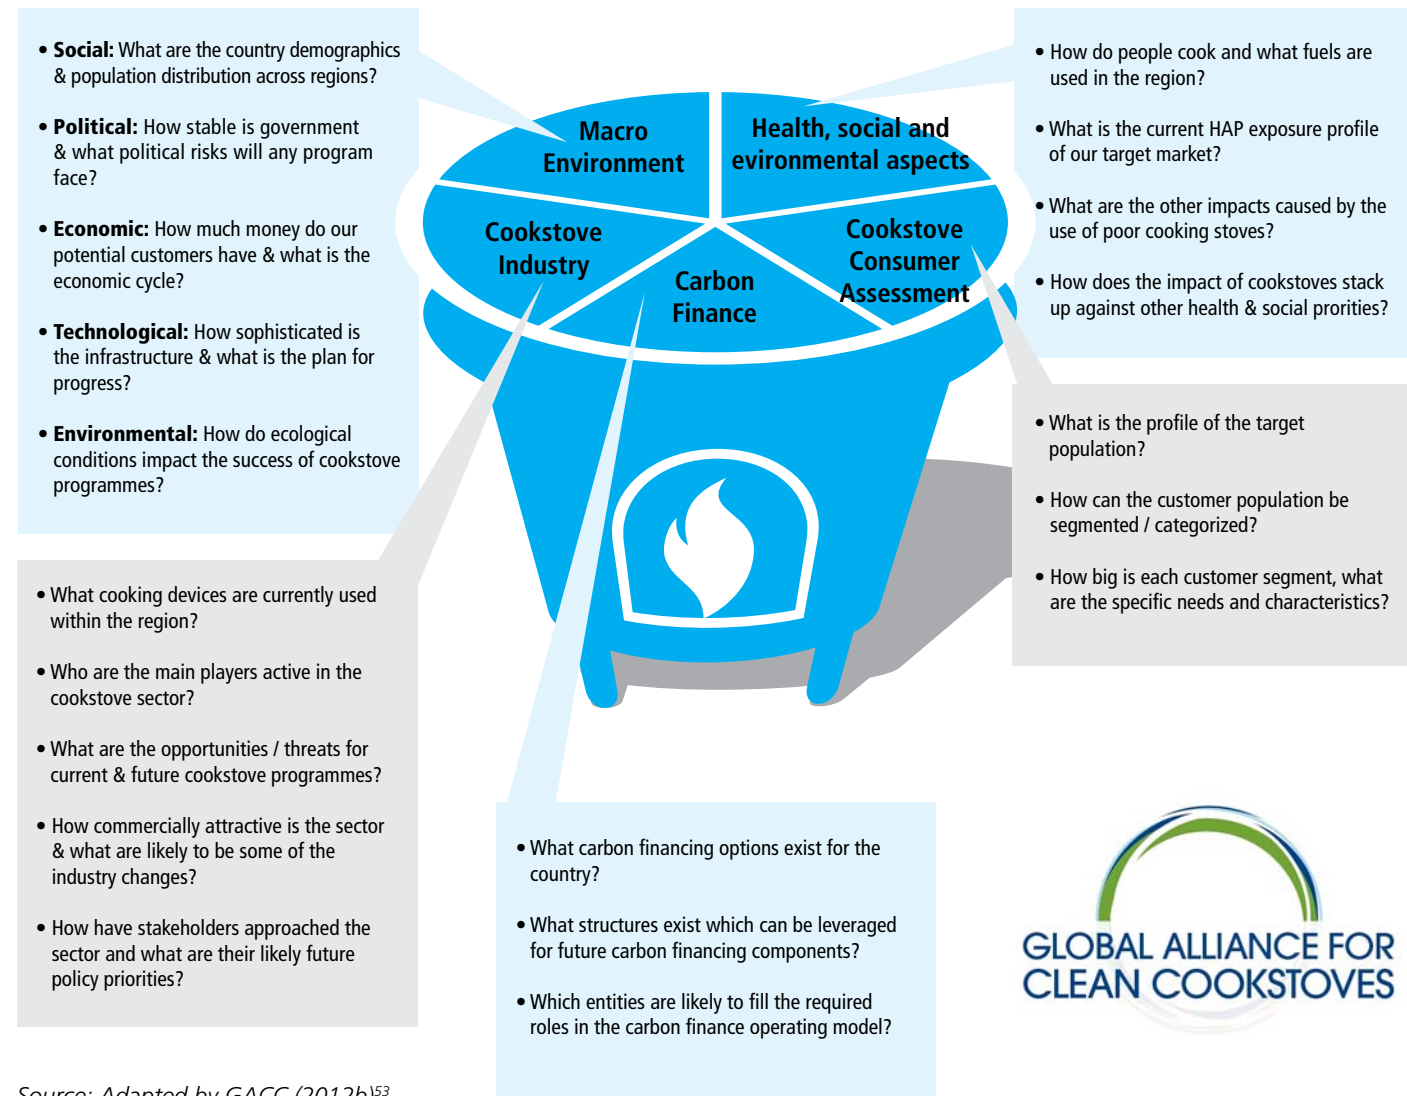 • Social: What are the country demographics
& population distribution across regions?
• Political: How stable is government
& what political risks will any program
face?
• Economic: How much money do our
potential customers have & what is the
economic cycle?
• Technological: How sophisticated is
the infrastructure & what is the plan for
progress?
• Environmental: How do ecological
conditions impact the success of cookstove
programmes?
Macro
Environment
Health, social and
evironmental aspects
Cookstove
Industry
Carbon
Finance
Cookstove
Consumer
Assessment
• How do people cook and what fuels are
used in the region?
• What is the current HAP exposure profile
of our target market?
• What are the other impacts caused by the
use of poor cooking stoves?
• How does the impact of cookstoves stack
up against other health & social prorities?
• What is the profile of the target
population?
• How can the customer population be
segmented / categorized?
• How big is each customer segment, what
are the specific needs and characteristics?
• What cooking devices are currently used
within the region?
• Who are the main players active in the
cookstove sector?
• What are the opportunities / threats for
current & future cookstove programmes?
• How commercially attractive is the sector
& what are likely to be some of the
industry changes?
• How have stakeholders approached the
sector and what are their likely future
policy priorities?
• What carbon financing options exist for the
country?
• What structures exist which can be leveraged
for future carbon financing components?
• Which entities are likely to fill the required
roles in the carbon finance operating model?
GLOBAL ALLIANCE FOR
CLEAN COOKSTOVES
Source: Adapted by GACC (2012b)53